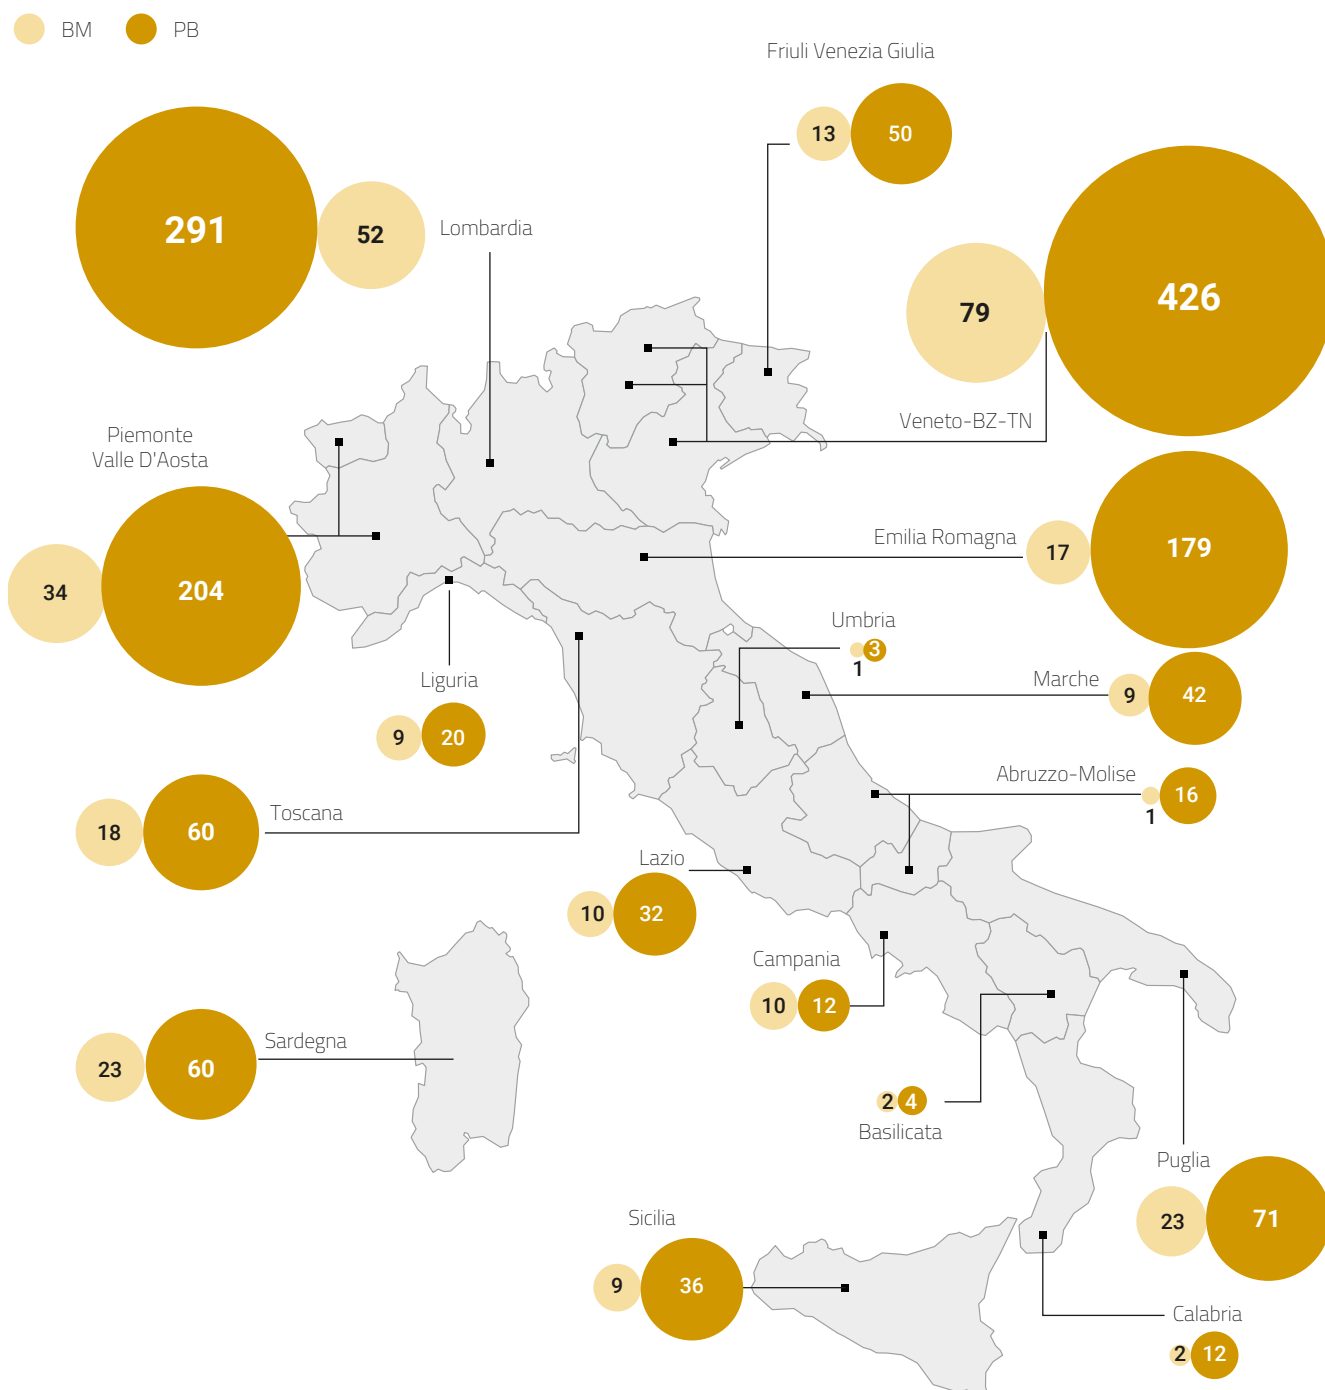 BM PB
Friuli Venezia Giulia
13 50
291 52
Lombardia
79 426
Veneto-BZ-TN
Piemonte
Valle D'Aosta
34 204
Emilia Romagna
17 179
Umbria
3
1
Marche
9 42
Liguria
9 20
Abruzzo-Molise
16
1
Toscana
18 60
Lazio
10 32
Campania
10 12
Sardegna
23 60
2 4
Basilicata
Puglia
23 71
Sicilia
9 36
Calabria
2 12